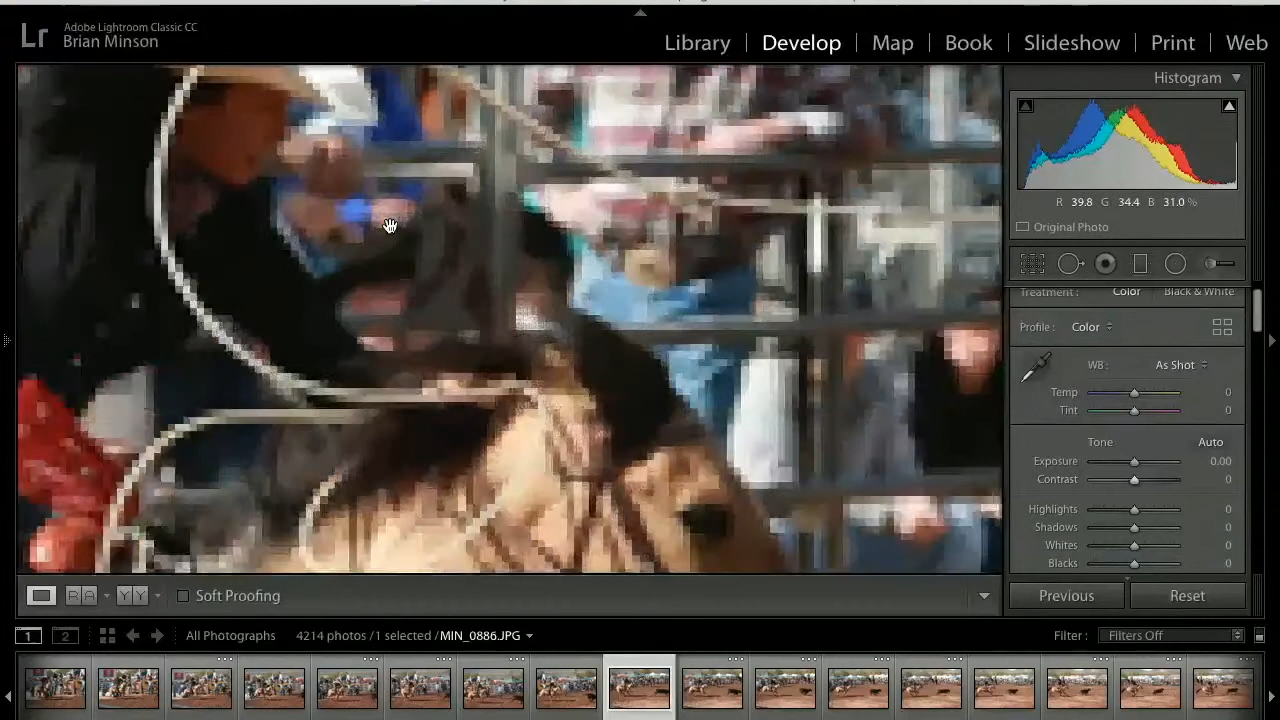 Lr Adobe Lightroom Classic CC
Brian Minson
Library Develop Map Book Slideshow Print Web
Histogram
R 39.8 G 34.4 B 31.0 %
Original Photo
Treatment : Color Black & White
Profile : Color
WB : As Shot
Temp 0
Tint 0
Tone Auto
Exposure 0.00
Contrast 0
Highlights 0
Shadows 0
Whites 0
Blacks 0
R A Y Y Soft Proofing Previous Reset
1 2 All Photographs 4214 photos / 1 selected / MIN_0886.JPG Filter : Filters Off